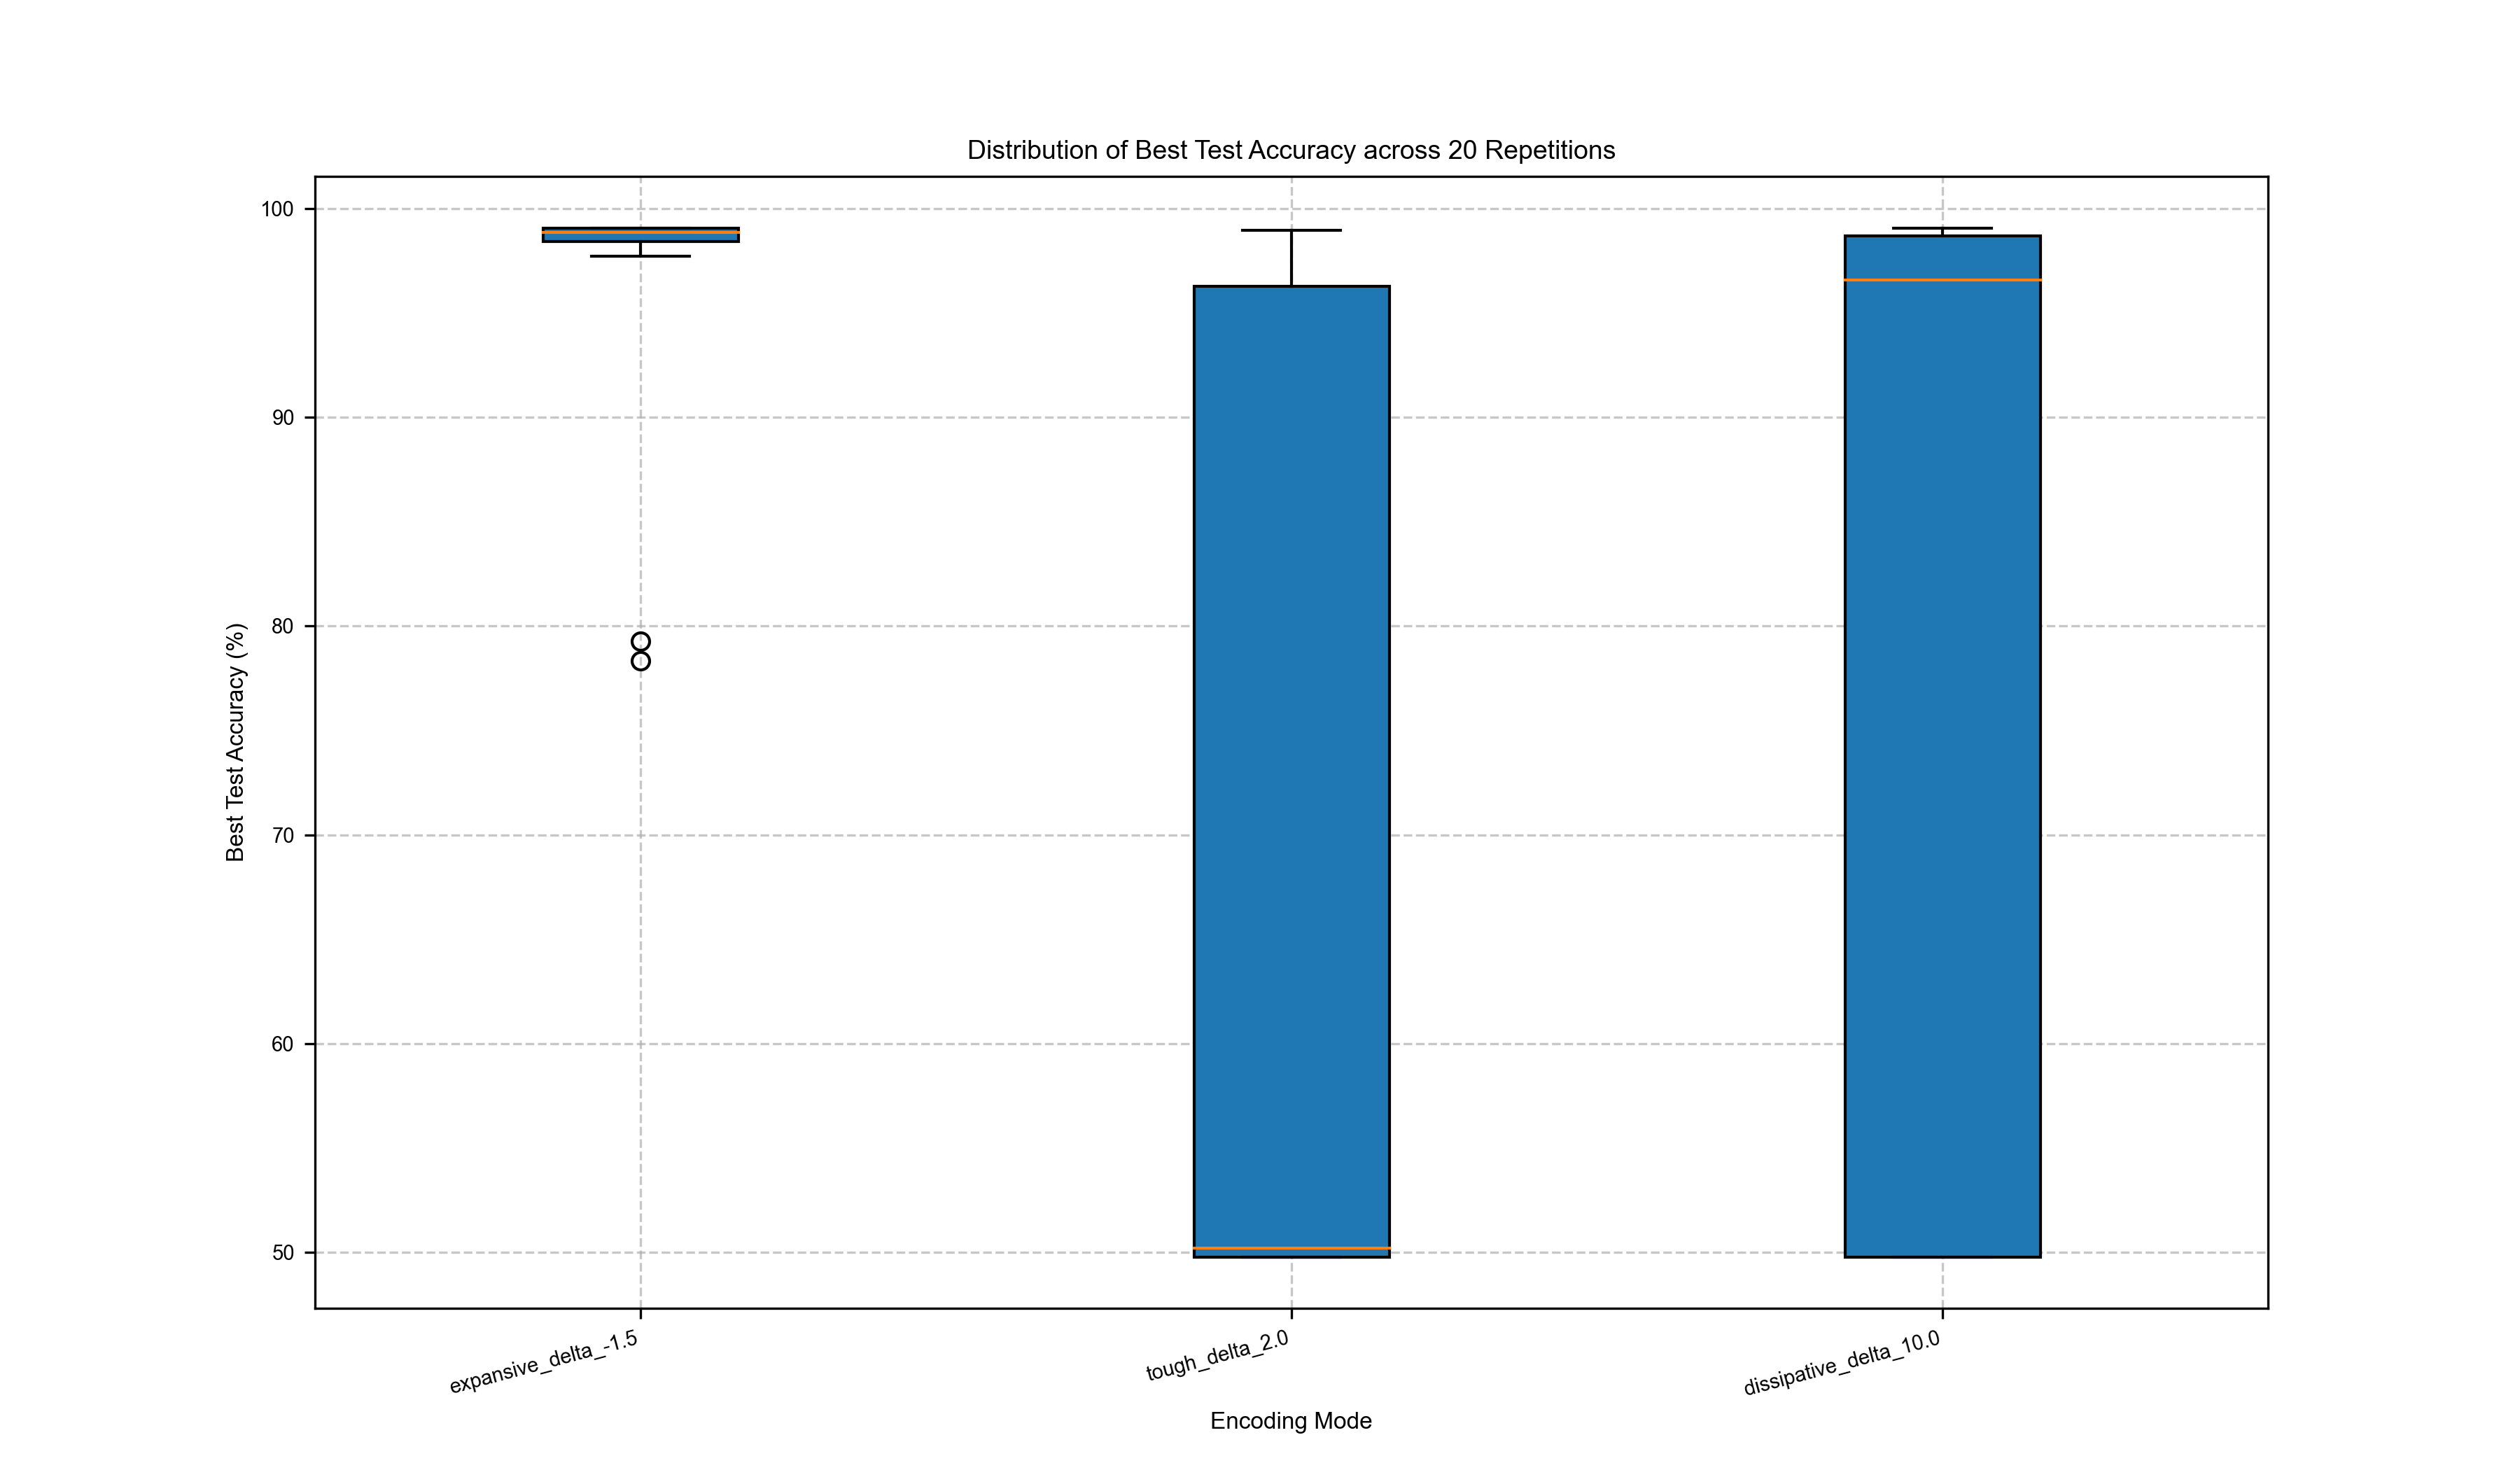 Distribution of Best Test Accuracy across 20 Repetitions
100
90
80
70
60
50
Best Test Accuracy (%)
expansive_delta_-1.5
tough_delta_2.0
dissipative_delta_10.0
Encoding Mode